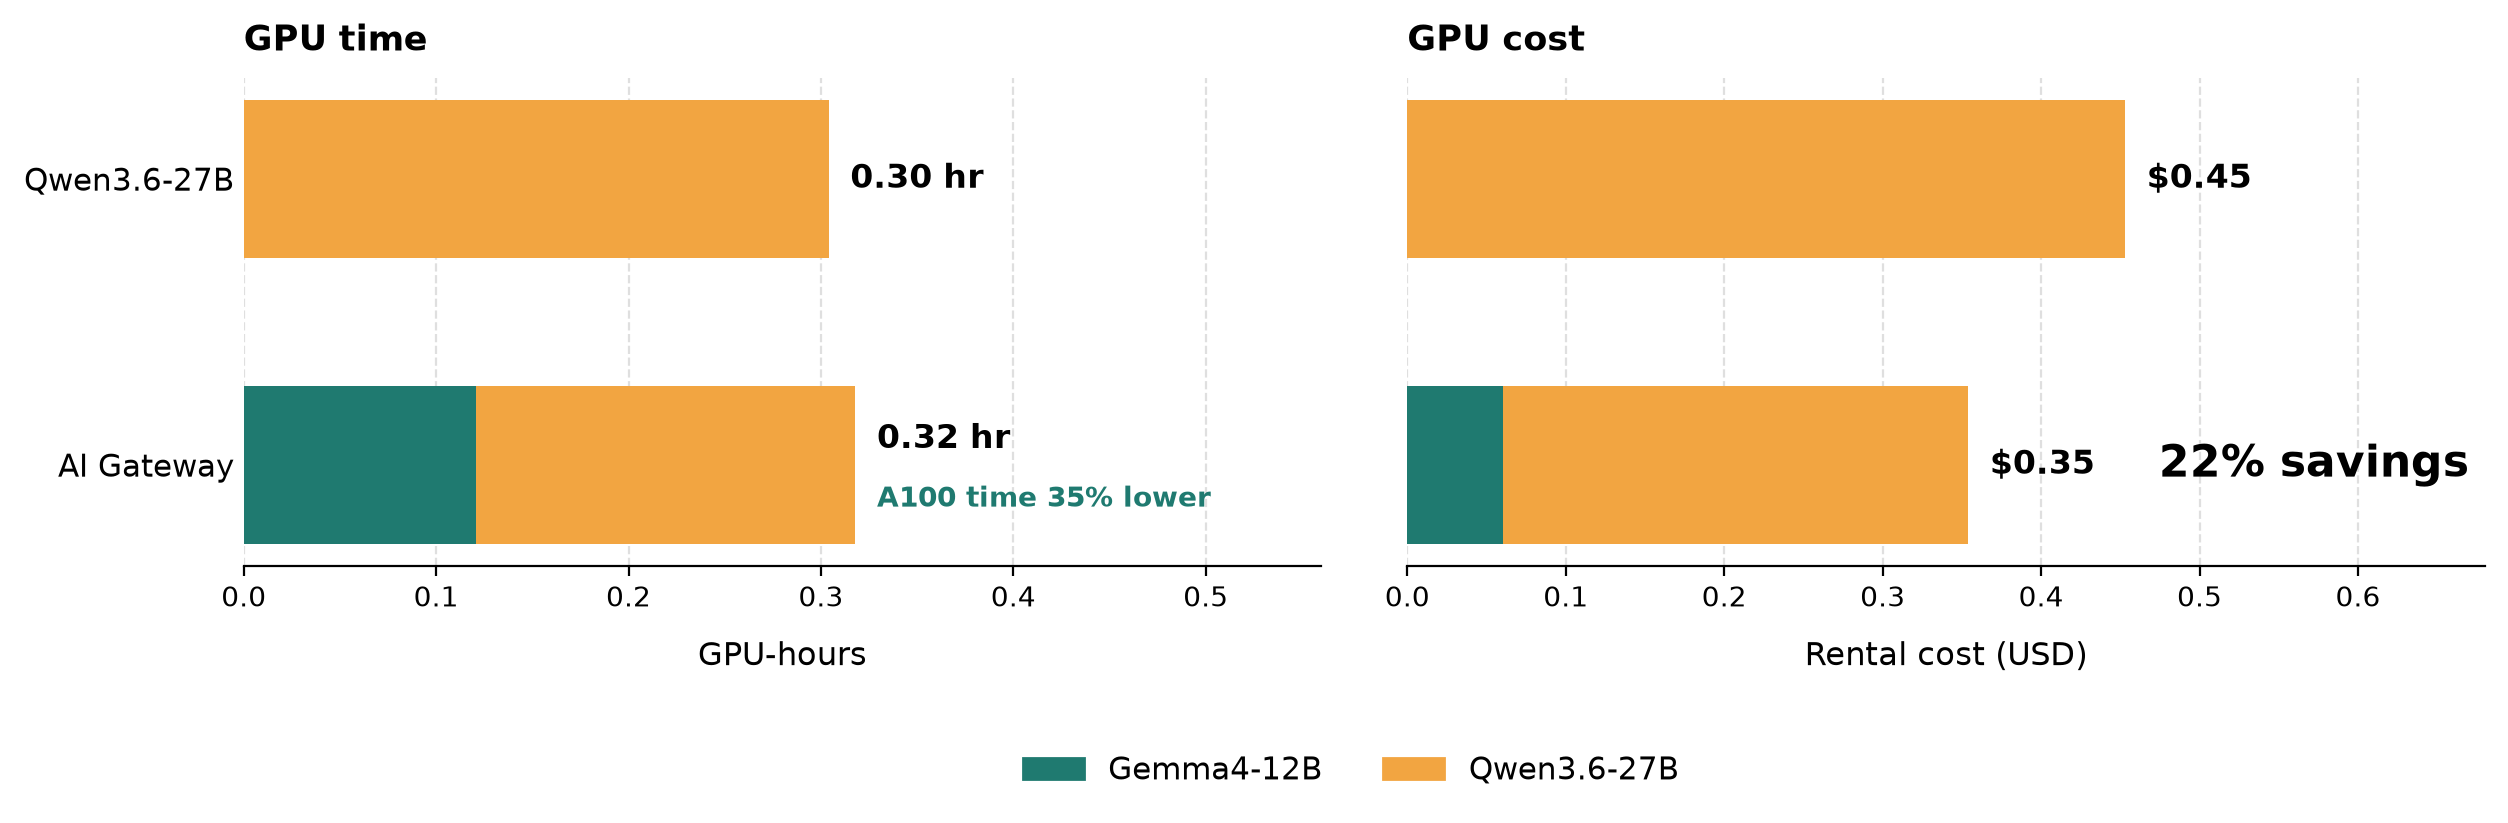 GPU time
Qwen3.6-27B
0.30 hr
AI Gateway
0.32 hr
A100 time 35% lower
0.0 0.1 0.2 0.3 0.4 0.5
GPU-hours
GPU cost
$0.45
$0.35
22% savings
0.0 0.1 0.2 0.3 0.4 0.5 0.6
Rental cost (USD)
Gemma4-12B
Qwen3.6-27B